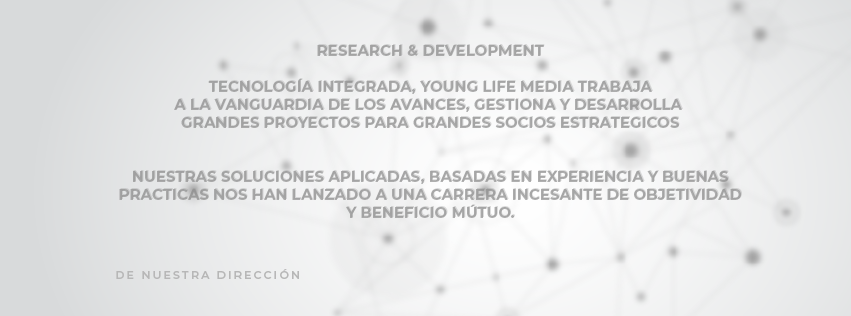 RESEARCH & DEVELOPMENT
TECNOLOGÍA INTEGRADA, YOUNG LIFE MEDIA TRABAJA
A LA VANGUARDIA DE LOS AVANCES, GESTIONA Y DESARROLLA
GRANDES PROYECTOS PARA GRANDES SOCIOS ESTRATEGICOS
NUESTRAS SOLUCIONES APLICADAS, BASADAS EN EXPERIENCIA Y BUENAS
PRACTICAS NOS HAN LANZADO A UNA CARRERA INCESANTE DE OBJETIVIDAD
Y BENEFICIO MÚTUO.
DE NUESTRA DIRECCIÓN